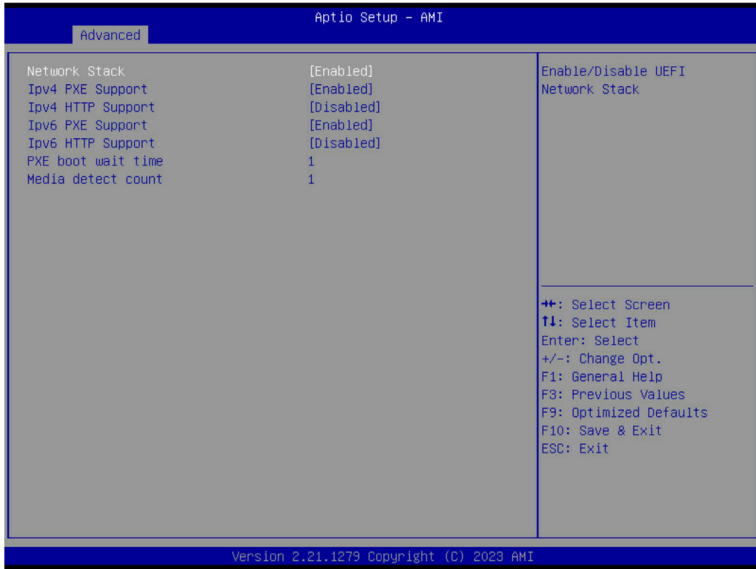 Aptio Setup – AMI
Advanced
Network Stack [Enabled]
Ipv4 PXE Support [Enabled]
Ipv4 HTTP Support [Disabled]
Ipv6 PXE Support [Enabled]
Ipv6 HTTP Support [Disabled]
PXE boot wait time 1
Media detect count 1
Enable/Disable UEFI
Network Stack
→←: Select Screen
↑↓: Select Item
Enter: Select
+/-: Change Opt.
F1: General Help
F3: Previous Values
F9: Optimized Defaults
F10: Save & Exit
ESC: Exit
Version 2.21.1279 Copyright (C) 2023 AMI